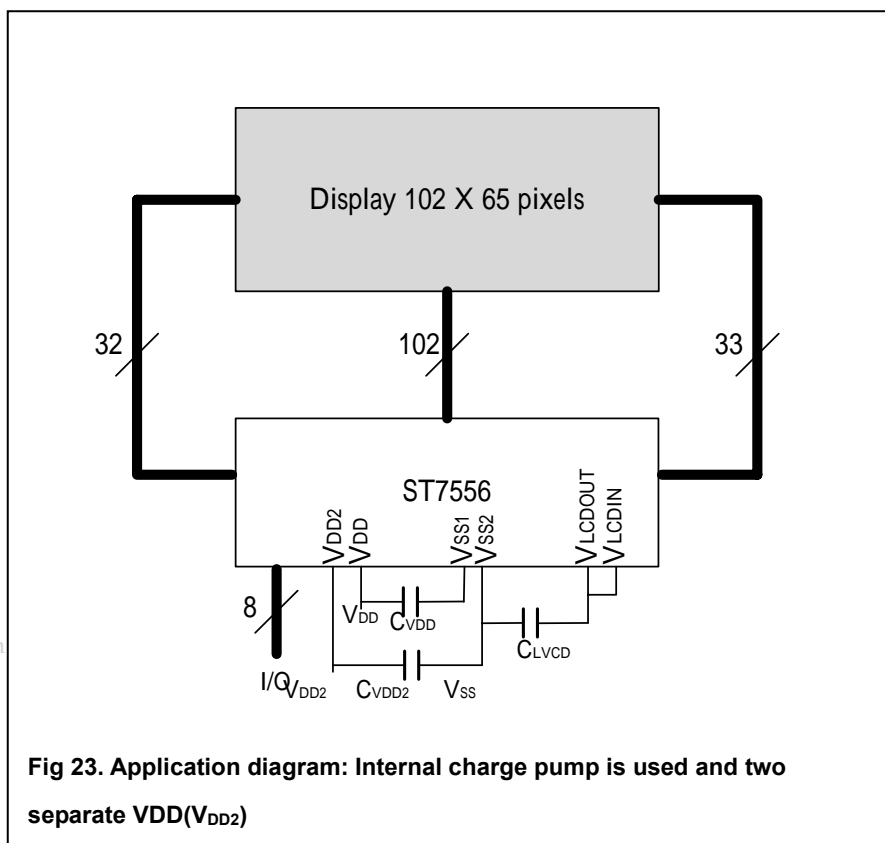 Display 102 X 65 pixels
32
102
33
ST7556
VDD2
VDD
VSS1
VSS2
VLCDOUT
VLCDIN
8
VDD
CVDD
CLVCD
I/O
VDD2
CVDD2
VSS
Fig 23. Application diagram: Internal charge pump is used and two
separate VDD(VDD2)